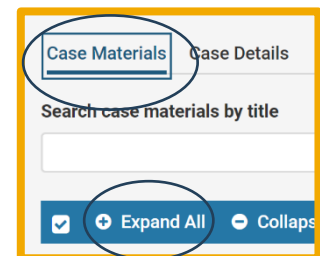 Case Materials Case Details
Search case materials by title
Expand All Collaps